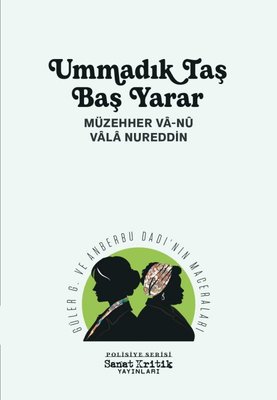 Ummadık Taş
Baş Yarar
MÜZEHHER VÂ-NÛ
VÂLÂ NUREDDİN
GÜLER G. VE ANBERBU DADI'NIN MACERALARI
POLİSİYE SERİSİ
Sanat Kritik
YAYINLARI